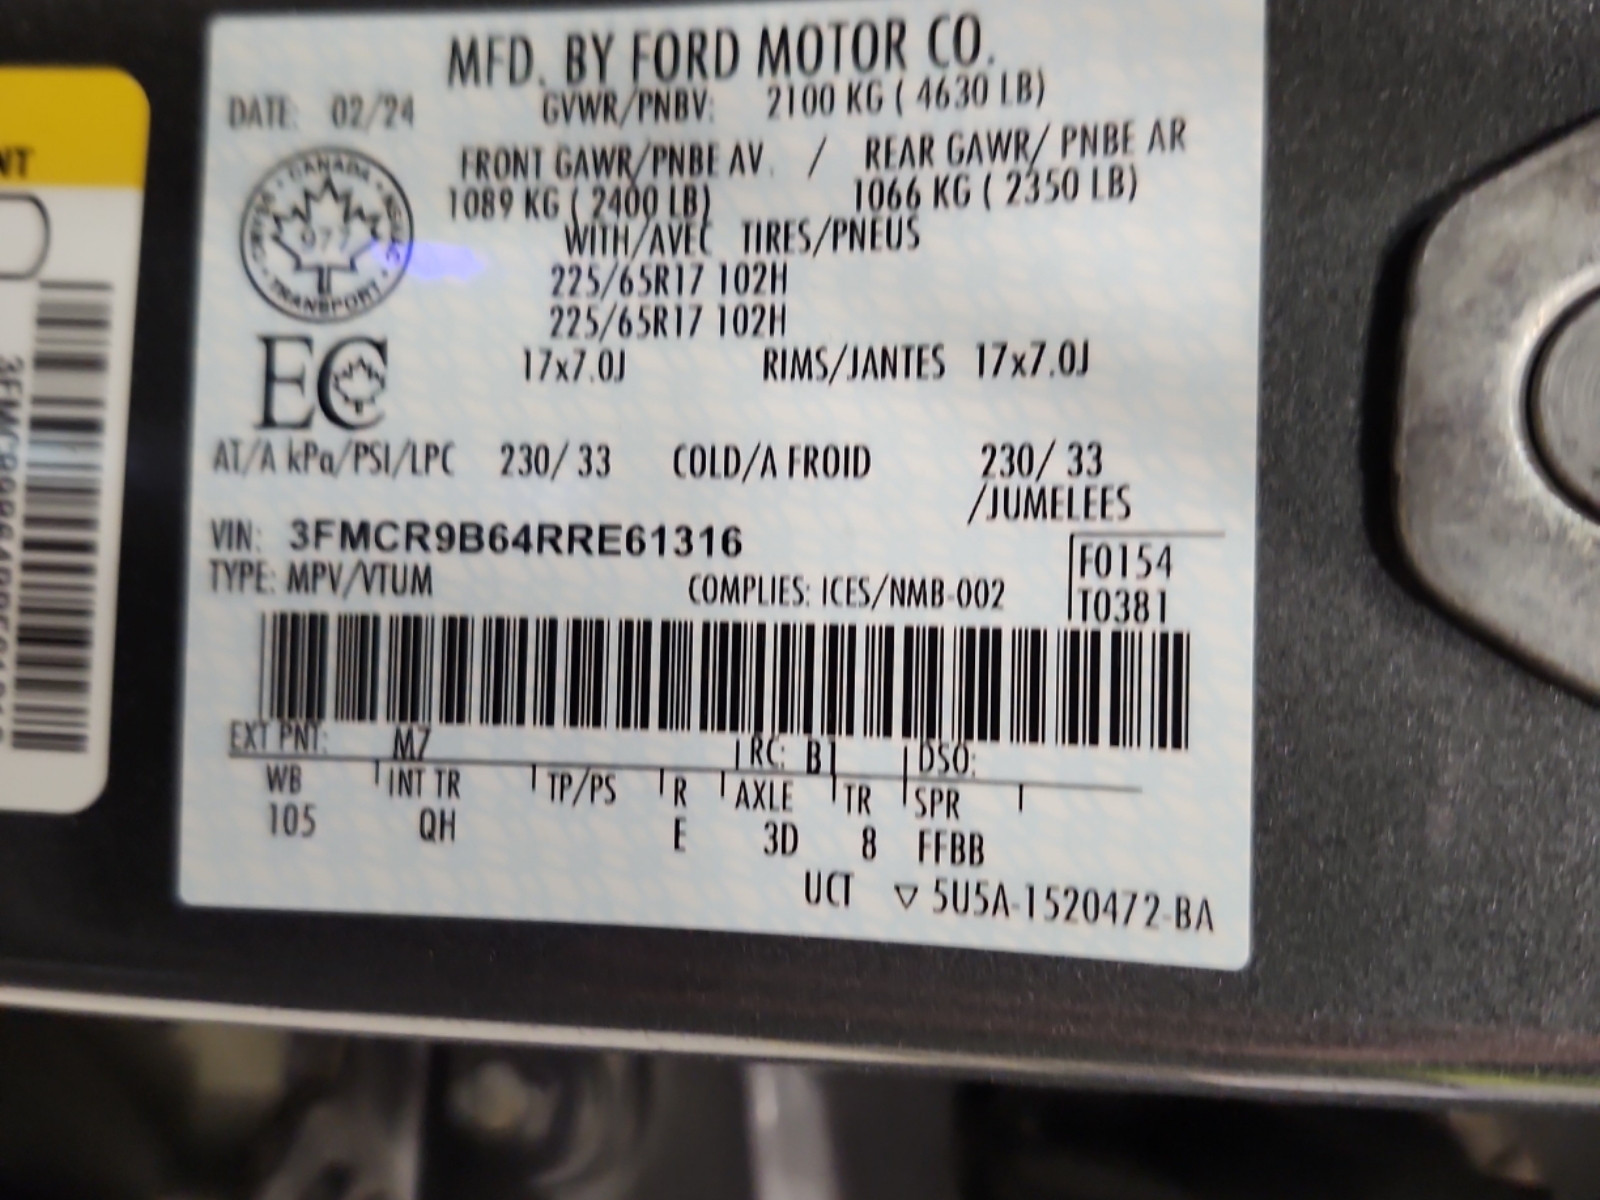 MFD. BY FORD MOTOR CO.
DATE: 02/24 GVWR/PNBV: 2100 KG ( 4630 LB)
FRONT GAWR/PNBE AV. / REAR GAWR/ PNBE AR
1089 KG ( 2400 LB) 1066 KG ( 2350 LB)
WITH/AVEC TIRES/PNEUS
225/65R17 102H
225/65R17 102H
17x7.0J RIMS/JANTES 17x7.0J
CANADA
977
TRANSPORT
EC
AT/A kPa/PSI/LPC 230/ 33 COLD/A FROID 230/ 33
/JUMELEES
VIN: 3FMCR9B64RRE61316
F0154
TYPE: MPV/VTUM COMPLIES: ICES/NMB-002
T0381
EXT PNT: M7 RC: B1 DSO:
WB INT TR TP/PS R AXLE TR SPR
105 QH E 3D 8 FFBB
UCT ▽ 5U5A-1520472-BA
NT